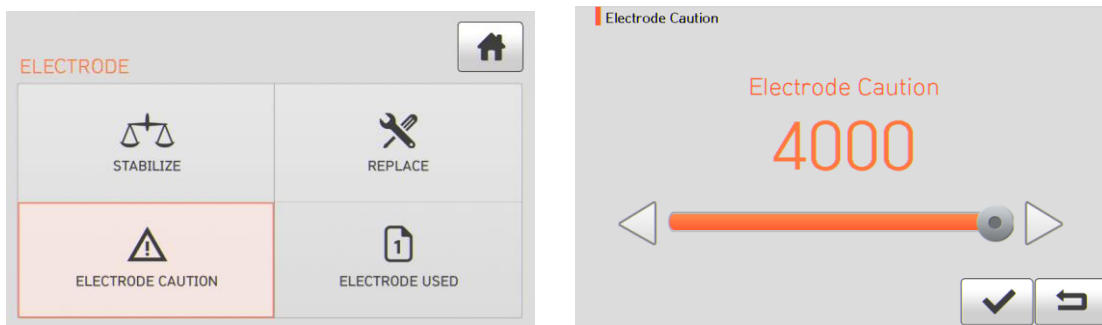 ELECTRODE
STABILIZE
REPLACE
ELECTRODE CAUTION
1
ELECTRODE USED
Electrode Caution
Electrode Caution
4000